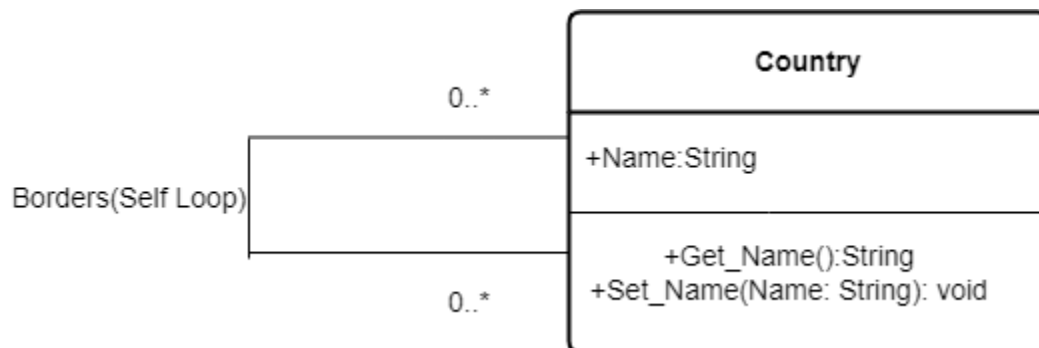 Country
0..*
+Name:String
Borders(Self Loop)
+Get_Name():String
+Set_Name(Name: String): void
0..*